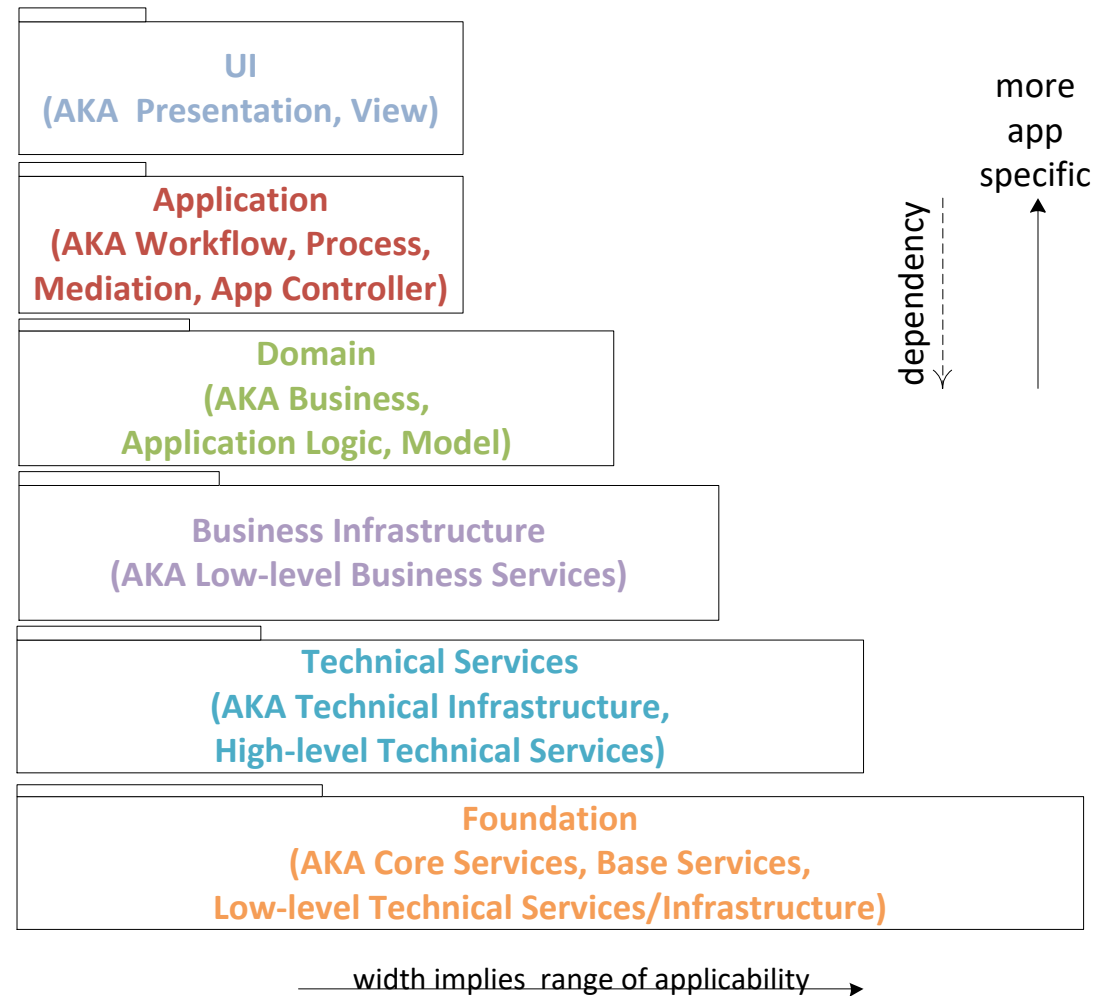 UI
(AKA  Presentation, View)
more
app
specific
Application
(AKA Workflow, Process,
Mediation, App Controller)
dependency
Domain
(AKA Business,
Application Logic, Model)
Business Infrastructure
(AKA Low-level Business Services)
Technical Services
(AKA Technical Infrastructure,
High-level Technical Services)
Foundation
(AKA Core Services, Base Services,
Low-level Technical Services/Infrastructure)
width implies  range of applicability